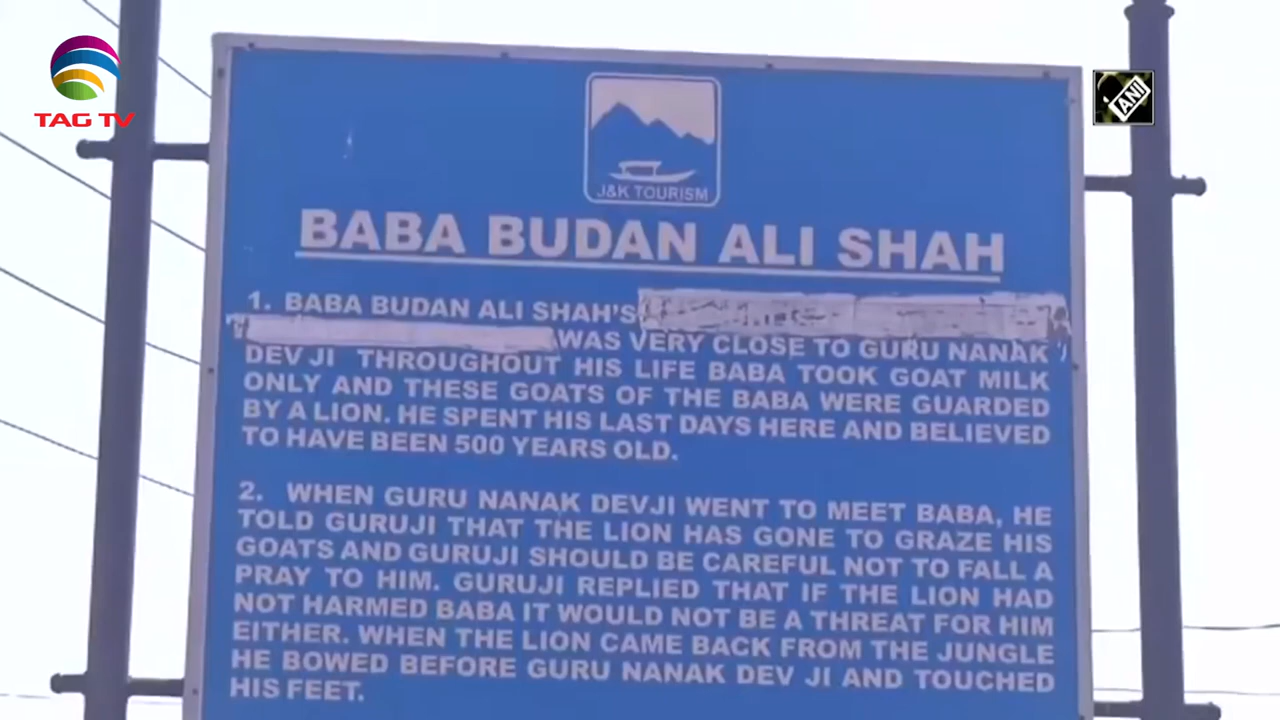 TAG TV
ANI
J&K TOURISM
BABA BUDAN ALI SHAH
1. BABA BUDAN ALI SHAH'S
WAS VERY CLOSE TO GURU NANAK
DEV JI THROUGHOUT HIS LIFE BABA TOOK GOAT MILK
ONLY AND THESE GOATS OF THE BABA WERE GUARDED
BY A LION. HE SPENT HIS LAST DAYS HERE AND BELIEVED
TO HAVE BEEN 500 YEARS OLD.
2. WHEN GURU NANAK DEVJI WENT TO MEET BABA, HE
TOLD GURUJI THAT THE LION HAS GONE TO GRAZE HIS
GOATS AND GURUJI SHOULD BE CAREFUL NOT TO FALL A
PRAY TO HIM. GURUJI REPLIED THAT IF THE LION HAD
NOT HARMED BABA IT WOULD NOT BE A THREAT FOR HIM
EITHER. WHEN THE LION CAME BACK FROM THE JUNGLE
HE BOWED BEFORE GURU NANAK DEV JI AND TOUCHED
HIS FEET.